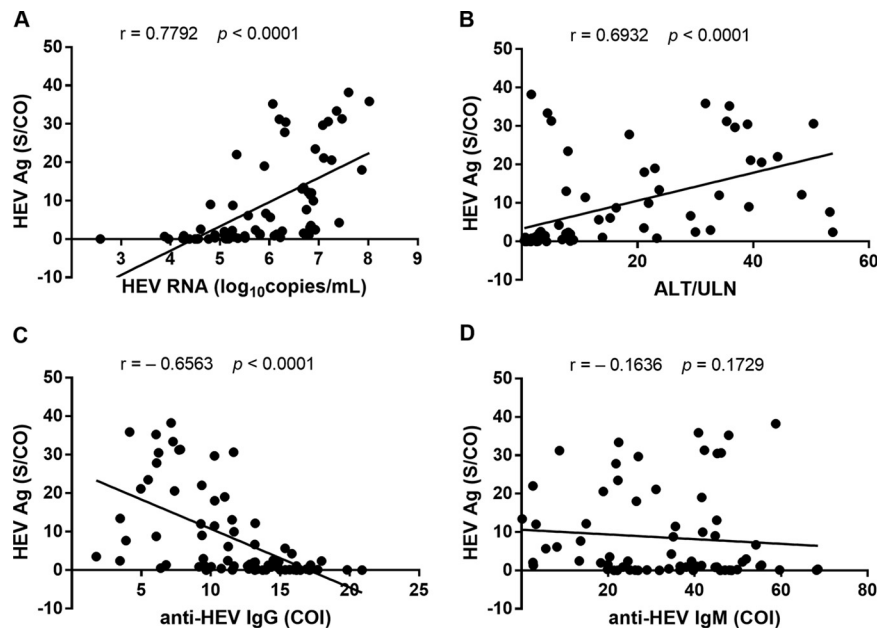 A
r = 0.7792 p < 0.0001
HEV Ag (S/CO)
50
40
30
20
10
0
-10
3 4 5 6 7 8 9
HEV RNA (log₁₀copies/mL)
B
r = 0.6932 p < 0.0001
HEV Ag (S/CO)
50
40
30
20
10
0
-10
20 40 60
ALT/ULN
C
r = – 0.6563 p < 0.0001
HEV Ag (S/CO)
50
40
30
20
10
0
-10
5 10 15 20 25
anti-HEV IgG (COI)
D
r = – 0.1636 p = 0.1729
HEV Ag (S/CO)
50
40
30
20
10
0
-10
20 40 60 80
anti-HEV IgM (COI)